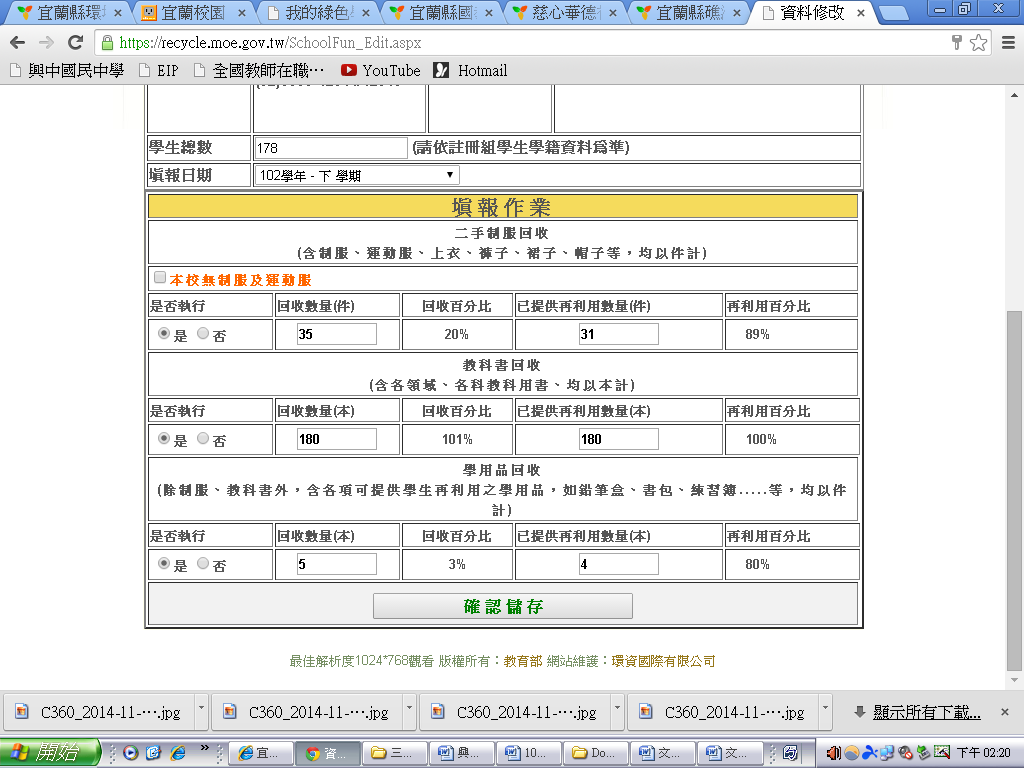 宜蘭縣環境
宜蘭校園
我的綠色學
宜蘭縣國
慈心華德福
宜蘭縣礁溪
資料修改
https://recycle.moe.gov.tw/SchoolFun_Edit.aspx
興中國民中學 EIP 全國教師在職⋯ YouTube Hotmail
學生總數 178 (請依註冊組學生學籍資料為準)
填報日期 102學年 - 下 學期
填報作業
二手制服回收
(含制服、運動服、上衣、褲子、裙子、帽子等，均以件計)
本校無制服及運動服
是否執行 回收數量(件) 回收百分比 已提供再利用數量(件) 再利用百分比
是 否 35 20% 31 89%
教科書回收
(含各領域、各科教科用書、均以本計)
是否執行 回收數量(本) 回收百分比 已提供再利用數量(本) 再利用百分比
是 否 180 101% 180 100%
學用品回收
(除制服、教科書外，含各項可提供學生再利用之學用品，如鉛筆盒、書包、練習簿.....等，均以件
計)
是否執行 回收數量(本) 回收百分比 已提供再利用數量(本) 再利用百分比
是 否 5 3% 4 80%
確認儲存
最佳解析度1024*768觀看 版權所有：教育部 網站維護：環資國際有限公司
C360_2014-11-⋯.jpg C360_2014-11-⋯.jpg C360_2014-11-⋯.jpg C360_2014-11-⋯.jpg 顯示所有下載...
開始 宜... 資... 三... 興... 10... Do... 文... 文... 下午 02:20